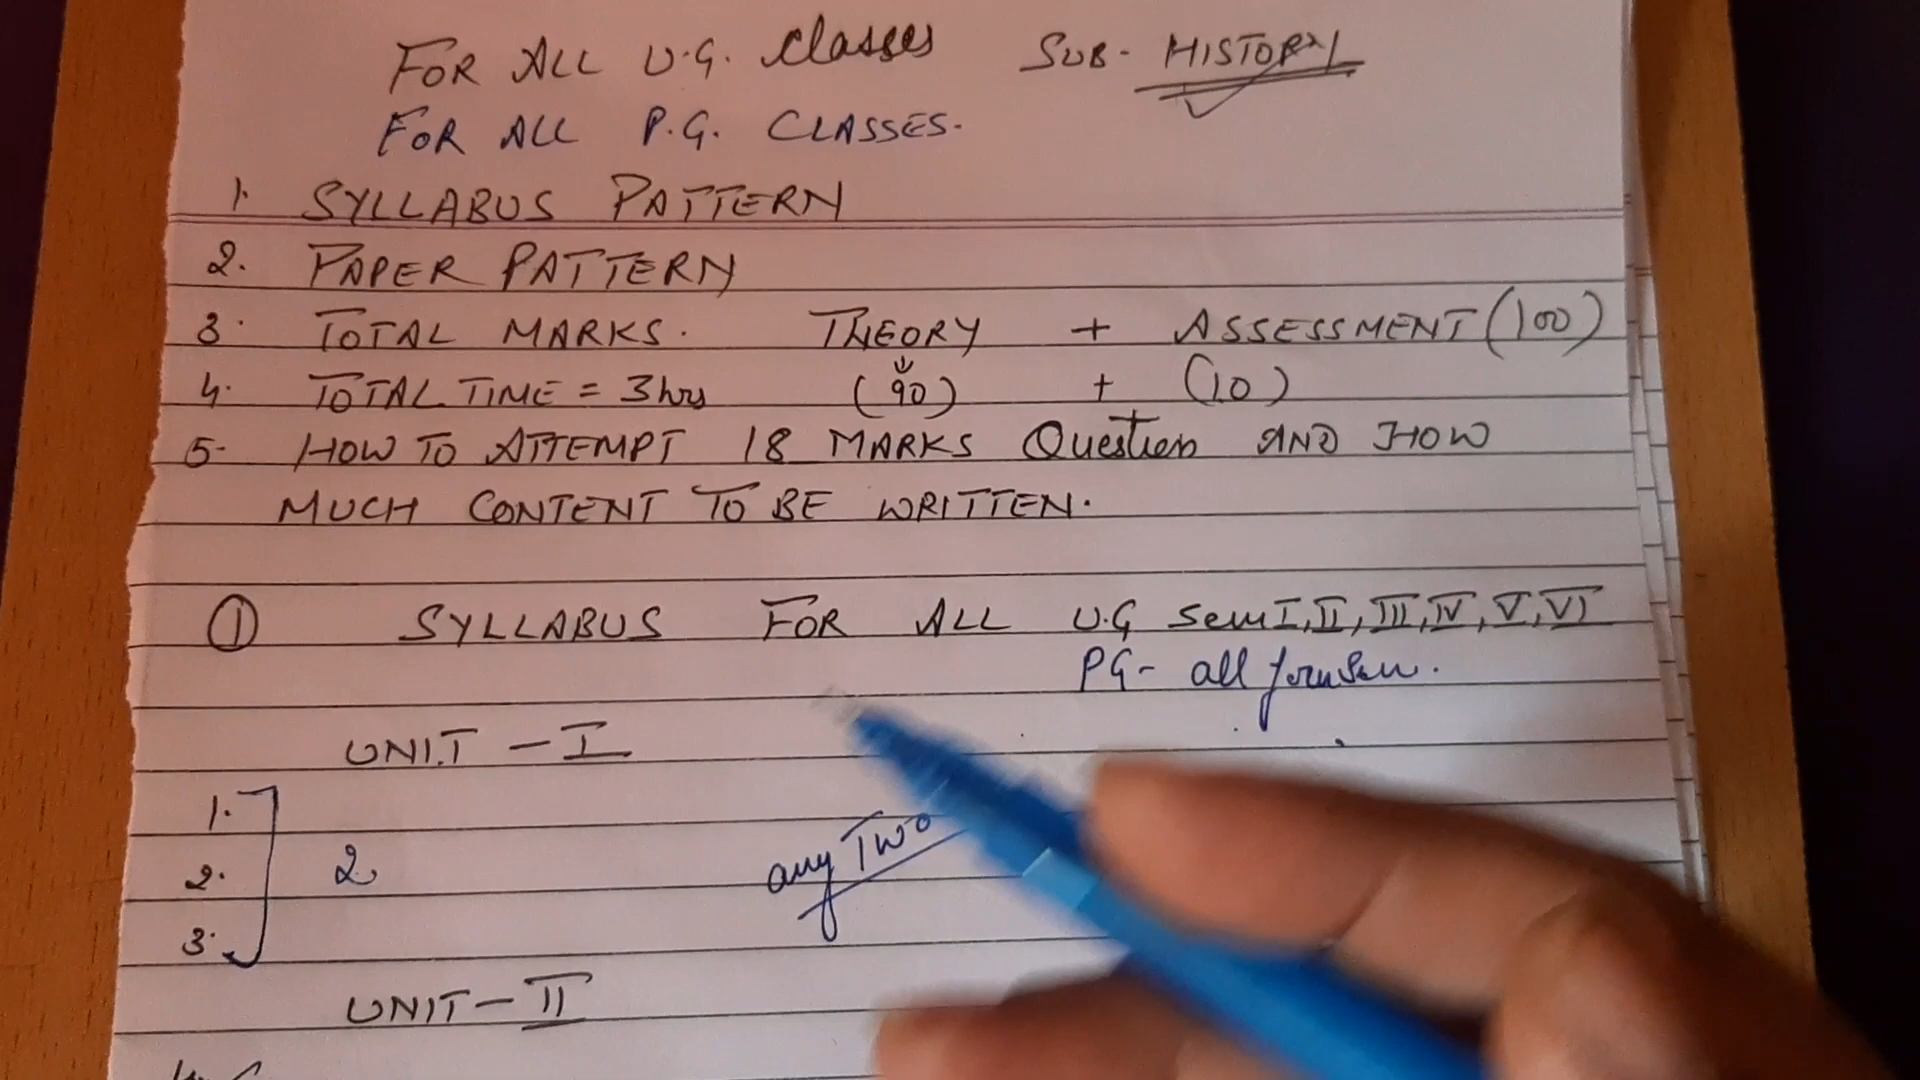 FOR ALL U.G. Classes SUB- HISTORY
FOR ALL P.G. CLASSES.
1. SYLLABUS PATTERN
2. PAPER PATTERN
3. TOTAL MARKS. THEORY + ASSESSMENT (100)
4. TOTAL TIME = 3 hrs (90) + (10)
5- HOW TO ATTEMPT 18 MARKS Question AND HOW
MUCH CONTENT TO BE WRITTEN.
① SYLLABUS FOR ALL U.G Sem I, II, III, IV, V, VI
PG- all
UNIT - I
1.
2. 2 any Two
3.
UNIT - II